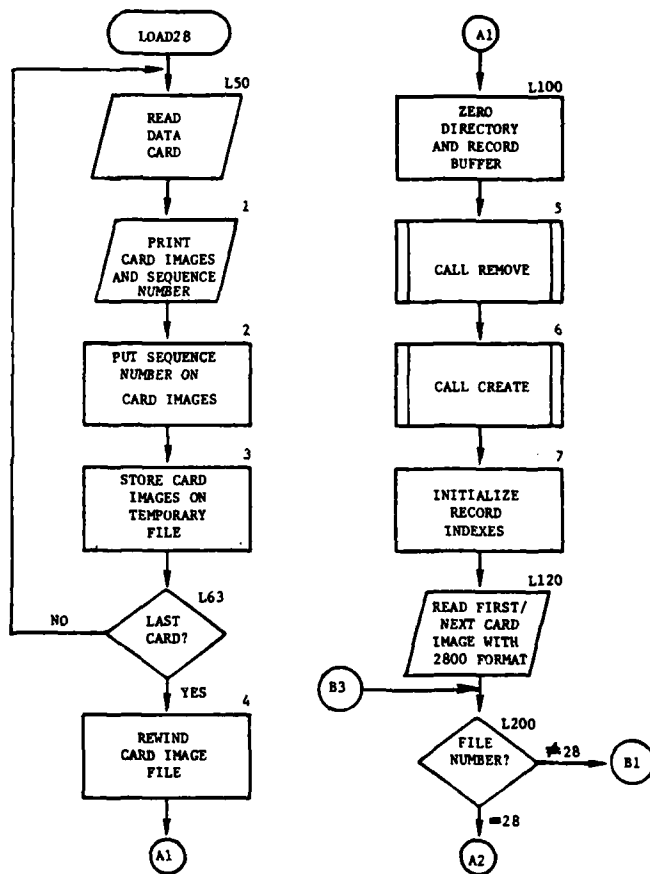 LOAD28
L50
READ
DATA
CARD
1
PRINT
CARD IMAGES
AND SEQUENCE
NUMBER
2
PUT SEQUENCE
NUMBER ON
CARD IMAGES
3
STORE CARD
IMAGES ON
TEMPORARY
FILE
L63
NO
LAST
CARD?
YES
4
REWIND
CARD IMAGE
FILE
A1
A1
L100
ZERO
DIRECTORY
AND RECORD
BUFFER
5
CALL REMOVE
6
CALL CREATE
7
INITIALIZE
RECORD
INDEXES
L120
READ FIRST/
NEXT CARD
IMAGE WITH
2800 FORMAT
B3
L200
FILE
NUMBER?
≠28
B1
=28
A2